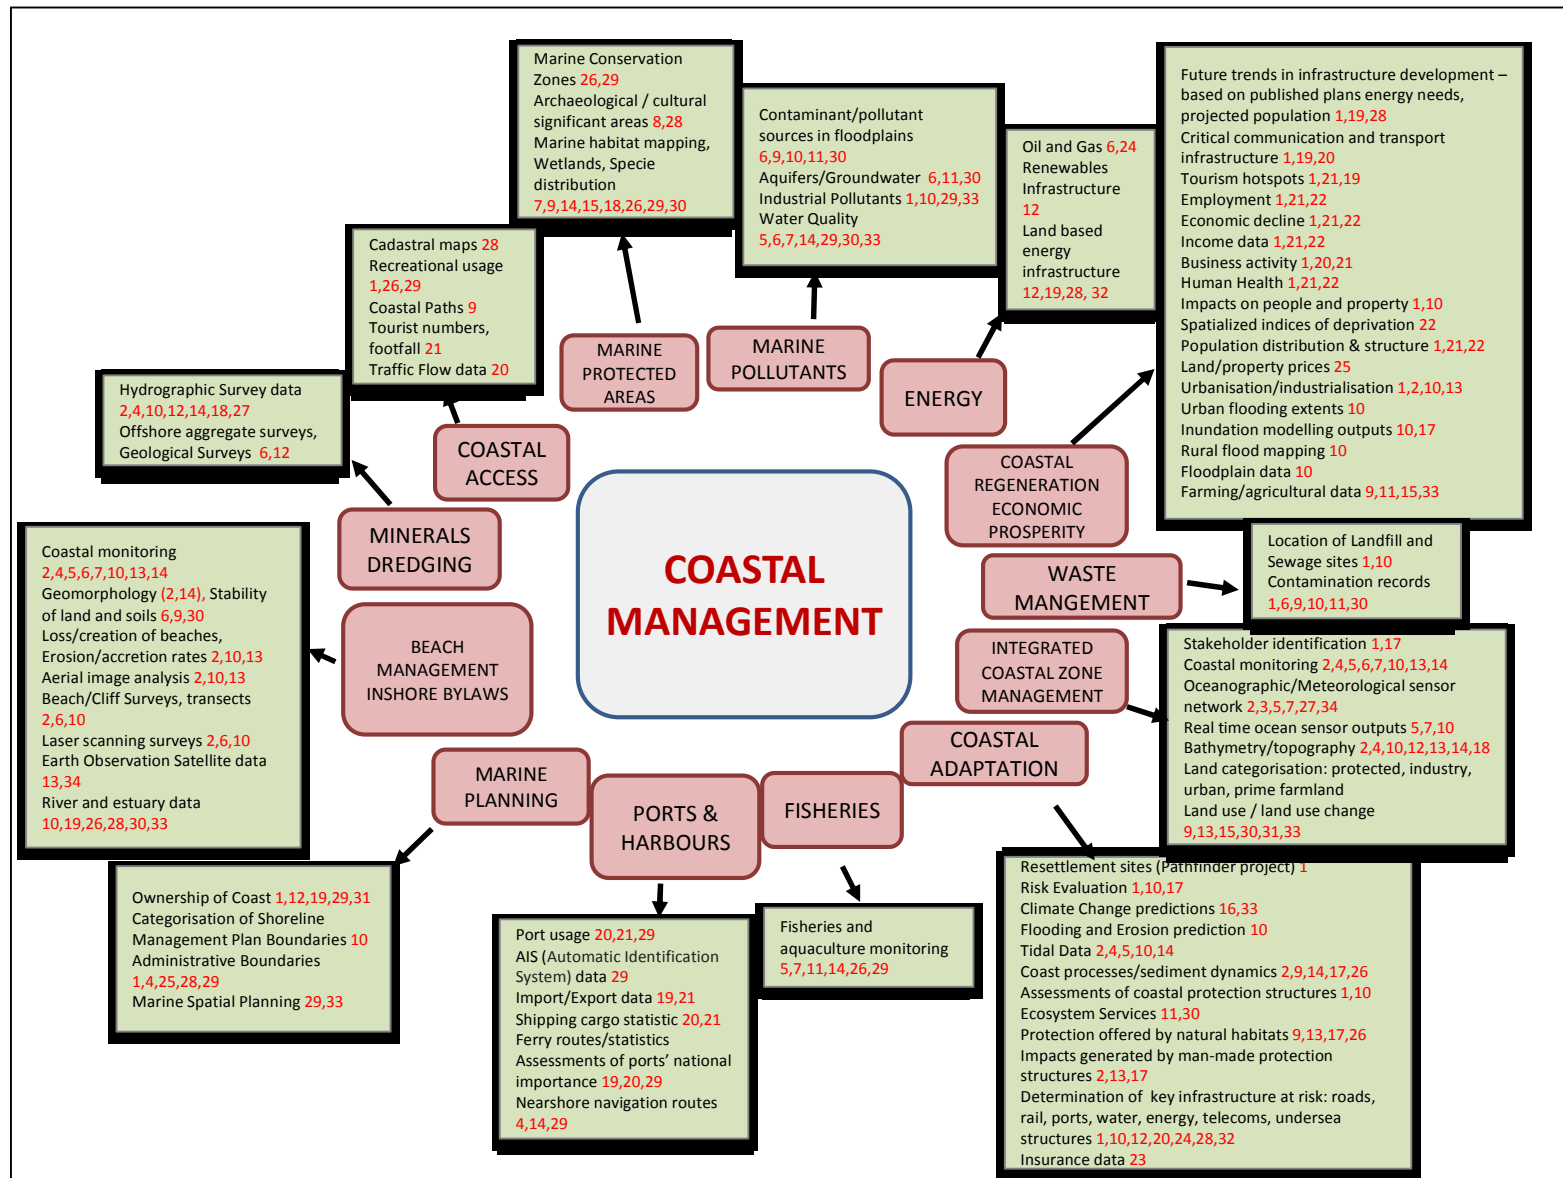 Marine Conservation
Zones 26,29
Archaeological / cultural
significant areas 8,28
Marine habitat mapping,
Wetlands, Specie
distribution
7,9,14,15,18,26,29,30
Contaminant/pollutant
sources in floodplains
6,9,10,11,30
Aquifers/Groundwater 6,11,30
Industrial Pollutants 1,10,29,33
Water Quality
5,6,7,14,29,30,33
Oil and Gas 6,24
Renewables
Infrastructure
12
Land based
energy
infrastructure
12,19,28, 32
Future trends in infrastructure development –
based on published plans energy needs,
projected population 1,19,28
Critical communication and transport
infrastructure 1,19,20
Tourism hotspots 1,21,19
Employment 1,21,22
Economic decline 1,21,22
Income data 1,21,22
Business activity 1,20,21
Human Health 1,21,22
Impacts on people and property 1,10
Spatialized indices of deprivation 22
Population distribution & structure 1,21,22
Land/property prices 25
Urbanisation/industrialisation 1,2,10,13
Urban flooding extents 10
Inundation modelling outputs 10,17
Rural flood mapping 10
Floodplain data 10
Farming/agricultural data 9,11,15,33
Cadastral maps 28
Recreational usage
1,26,29
Coastal Paths 9
Tourist numbers,
footfall 21
Traffic Flow data 20
Hydrographic Survey data
2,4,10,12,14,18,27
Offshore aggregate surveys,
Geological Surveys 6,12
MARINE
PROTECTED
AREAS
MARINE
POLLUTANTS
ENERGY
COASTAL
ACCESS
COASTAL
REGENERATION
ECONOMIC
PROSPERITY
MINERALS
DREDGING
COASTAL
MANAGEMENT
WASTE
MANGEMENT
Location of Landfill and
Sewage sites 1,10
Contamination records
1,6,9,10,11,30
Coastal monitoring
2,4,5,6,7,10,13,14
Geomorphology (2,14), Stability
of land and soils 6,9,30
Loss/creation of beaches,
Erosion/accretion rates 2,10,13
Aerial image analysis 2,10,13
Beach/Cliff Surveys, transects
2,6,10
Laser scanning surveys 2,6,10
Earth Observation Satellite data
13,34
River and estuary data
10,19,26,28,30,33
BEACH
MANAGEMENT
INSHORE BYLAWS
INTEGRATED
COASTAL ZONE
MANAGEMENT
Stakeholder identification 1,17
Coastal monitoring 2,4,5,6,7,10,13,14
Oceanographic/Meteorological sensor
network 2,3,5,7,27,34
Real time ocean sensor outputs 5,7,10
Bathymetry/topography 2,4,10,12,13,14,18
Land categorisation: protected, industry,
urban, prime farmland
Land use / land use change
9,13,15,30,31,33
MARINE
PLANNING
PORTS &
HARBOURS
FISHERIES
COASTAL
ADAPTATION
Ownership of Coast 1,12,19,29,31
Categorisation of Shoreline
Management Plan Boundaries 10
Administrative Boundaries
1,4,25,28,29
Marine Spatial Planning 29,33
Port usage 20,21,29
AIS (Automatic Identification
System) data 29
Import/Export data 19,21
Shipping cargo statistic 20,21
Ferry routes/statistics
Assessments of ports’ national
importance 19,20,29
Nearshore navigation routes
4,14,29
Fisheries and
aquaculture monitoring
5,7,11,14,26,29
Resettlement sites (Pathfinder project) 1
Risk Evaluation 1,10,17
Climate Change predictions 16,33
Flooding and Erosion prediction 10
Tidal Data 2,4,5,10,14
Coast processes/sediment dynamics 2,9,14,17,26
Assessments of coastal protection structures 1,10
Ecosystem Services 11,30
Protection offered by natural habitats 9,13,17,26
Impacts generated by man-made protection
structures 2,13,17
Determination of key infrastructure at risk: roads,
rail, ports, water, energy, telecoms, undersea
structures 1,10,12,20,24,28,32
Insurance data 23